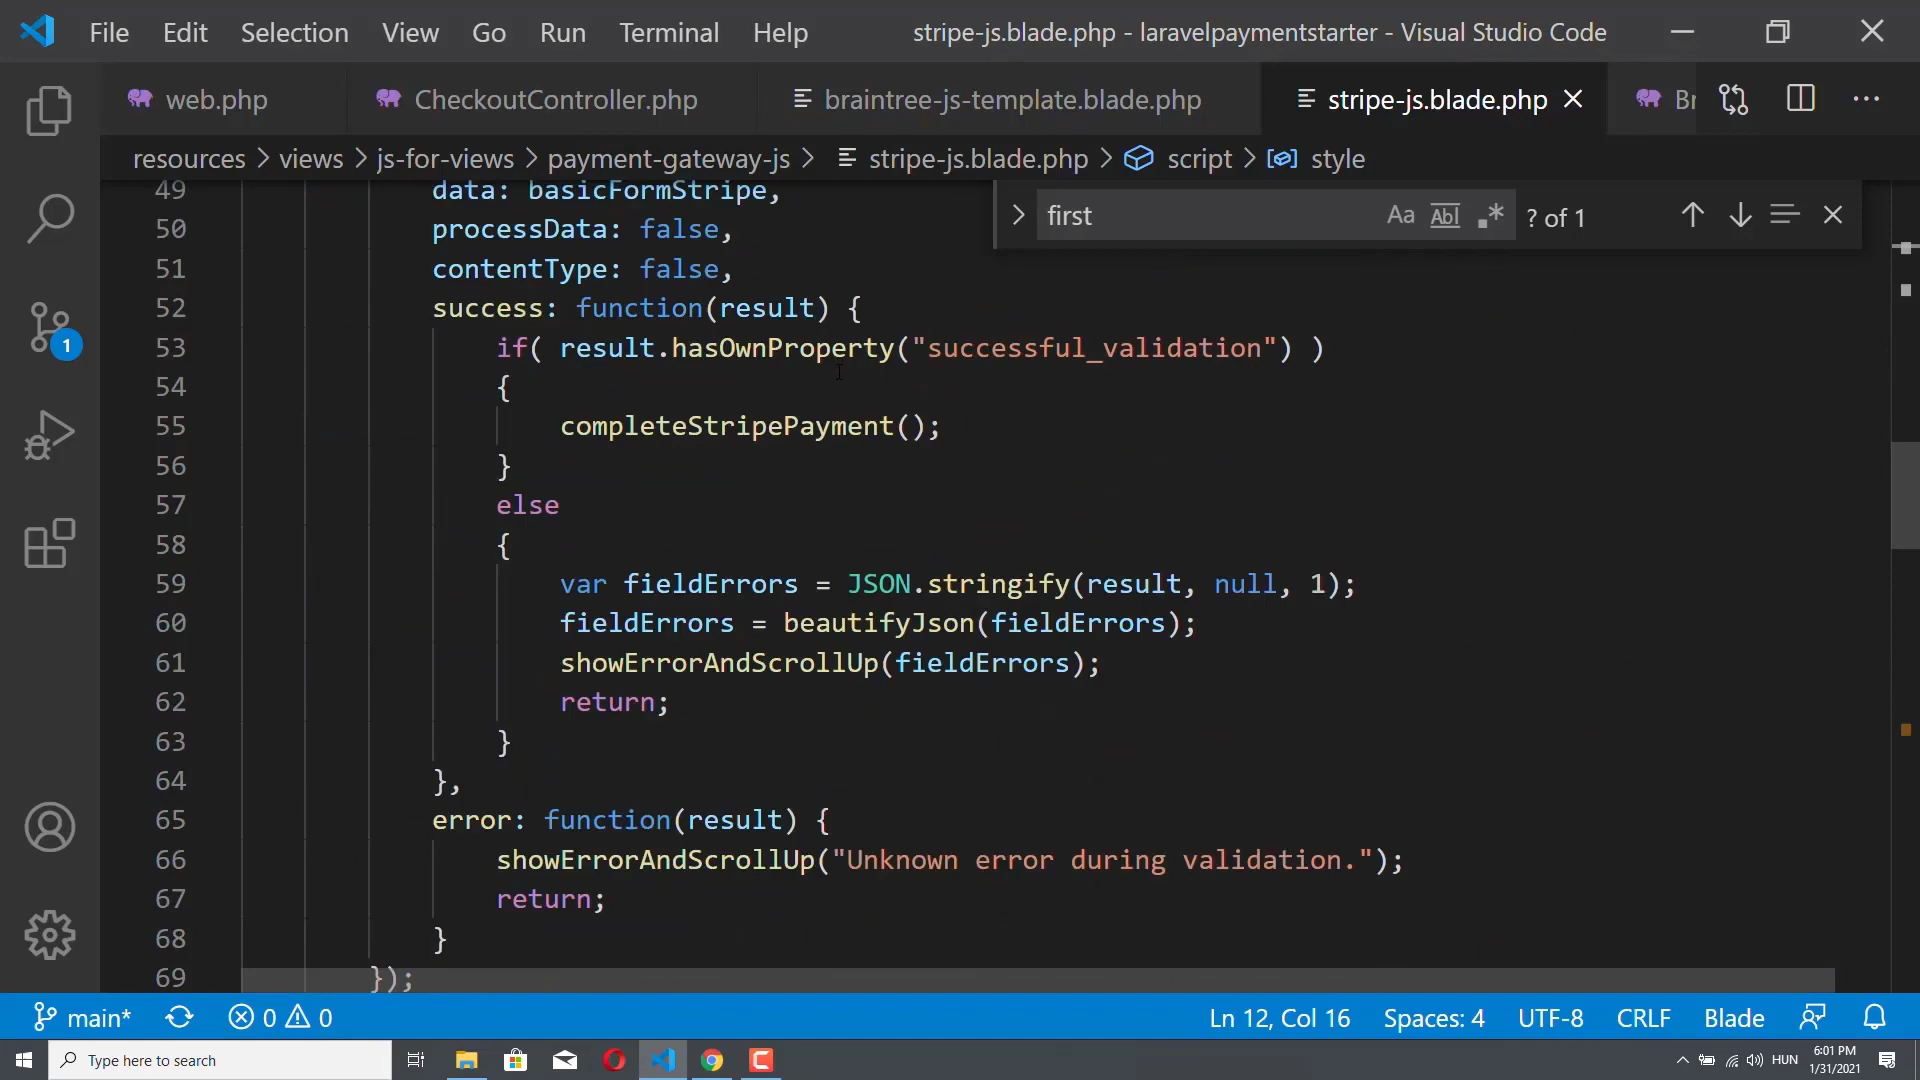 File Edit Selection View Go Run Terminal Help stripe-js.blade.php - laravelpaymentstarter - Visual Studio Code
web.php CheckoutController.php braintree-js-template.blade.php stripe-js.blade.php Br
resources > views > js-for-views > payment-gateway-js > stripe-js.blade.php > script > style
first Aa Abl .* ? of 1
49 data: basicFormStripe,
50 processData: false,
51 contentType: false,
52 success: function(result) {
53 if( result.hasOwnProperty("successful_validation") )
54 {
55 completeStripePayment();
56 }
57 else
58 {
59 var fieldErrors = JSON.stringify(result, null, 1);
60 fieldErrors = beautifyJson(fieldErrors);
61 showErrorAndScrollUp(fieldErrors);
62 return;
63 }
64 },
65 error: function(result) {
66 showErrorAndScrollUp("Unknown error during validation.");
67 return;
68 }
69 });
1
main* 0 0 Ln 12, Col 16 Spaces: 4 UTF-8 CRLF Blade
Type here to search HUN 6:01 PM
1/31/2021